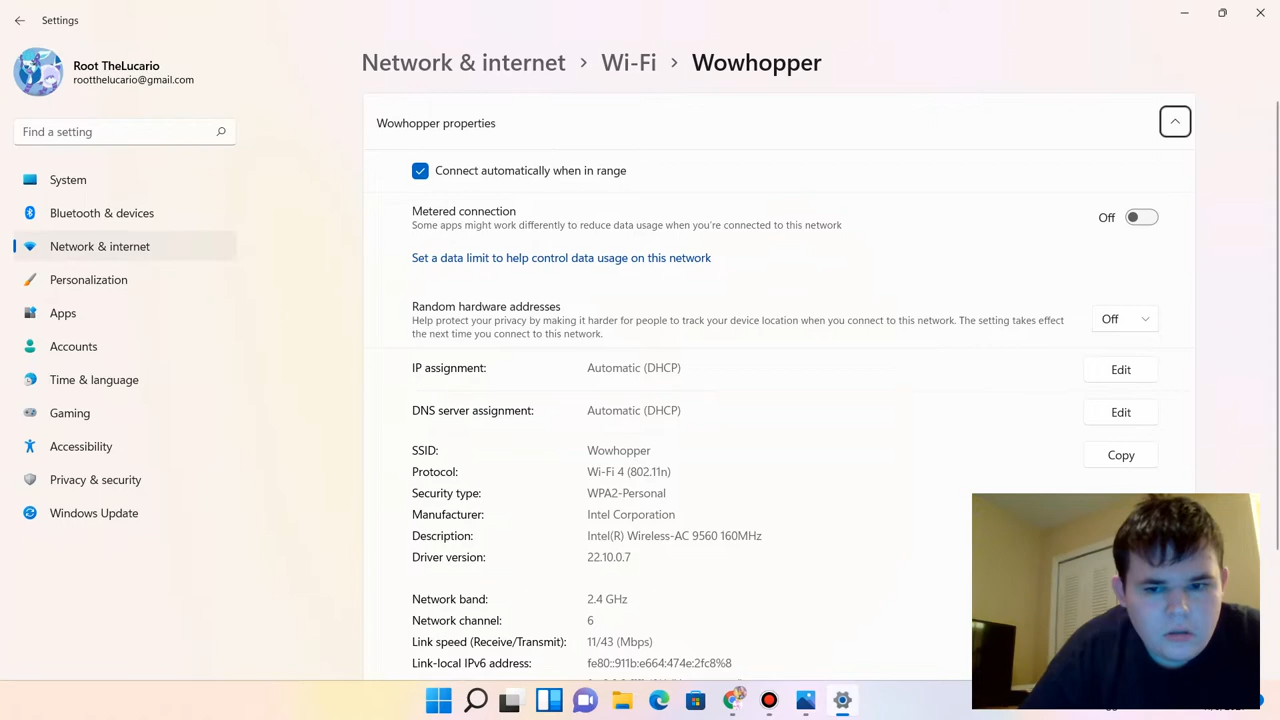 Settings
Root TheLucario
rootthelucario@gmail.com
Find a setting
System
Bluetooth & devices
Network & internet
Personalization
Apps
Accounts
Time & language
Gaming
Accessibility
Privacy & security
Windows Update
Network & internet > Wi-Fi > Wowhopper
Wowhopper properties
Connect automatically when in range
Metered connection
Some apps might work differently to reduce data usage when you're connected to this network
Off
Set a data limit to help control data usage on this network
Random hardware addresses
Help protect your privacy by making it harder for people to track your device location when you connect to this network. The setting takes effect
the next time you connect to this network.
Off
IP assignment: Automatic (DHCP) Edit
DNS server assignment: Automatic (DHCP) Edit
SSID: Wowhopper Copy
Protocol: Wi-Fi 4 (802.11n)
Security type: WPA2-Personal
Manufacturer: Intel Corporation
Description: Intel(R) Wireless-AC 9560 160MHz
Driver version: 22.10.0.7
Network band: 2.4 GHz
Network channel: 6
Link speed (Receive/Transmit): 11/43 (Mbps)
Link-local IPv6 address: fe80::911b:e664:474e:2fc8%8